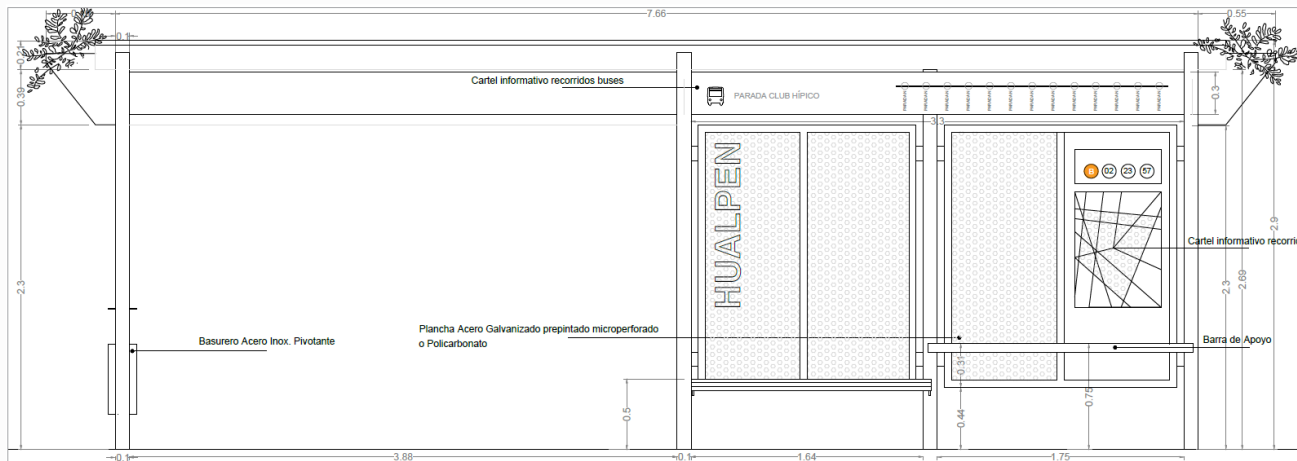 7.66
0.55
0.1
0.21
0.39
Cartel informativo recorridos buses
PARADA CLUB HÍPICO
0.3
3.3
B 02 23 57
HUALPEN
Cartel informativo recorri
2.3
2.3
2.69
2.9
Plancha Acero Galvanizado prepintado microperforado
o Policarbonato
Basurero Acero Inox. Pivotante
Barra de Apoyo
0.31
0.5
0.44
0.75
0.1
3.88
0.1
1.64
1.75